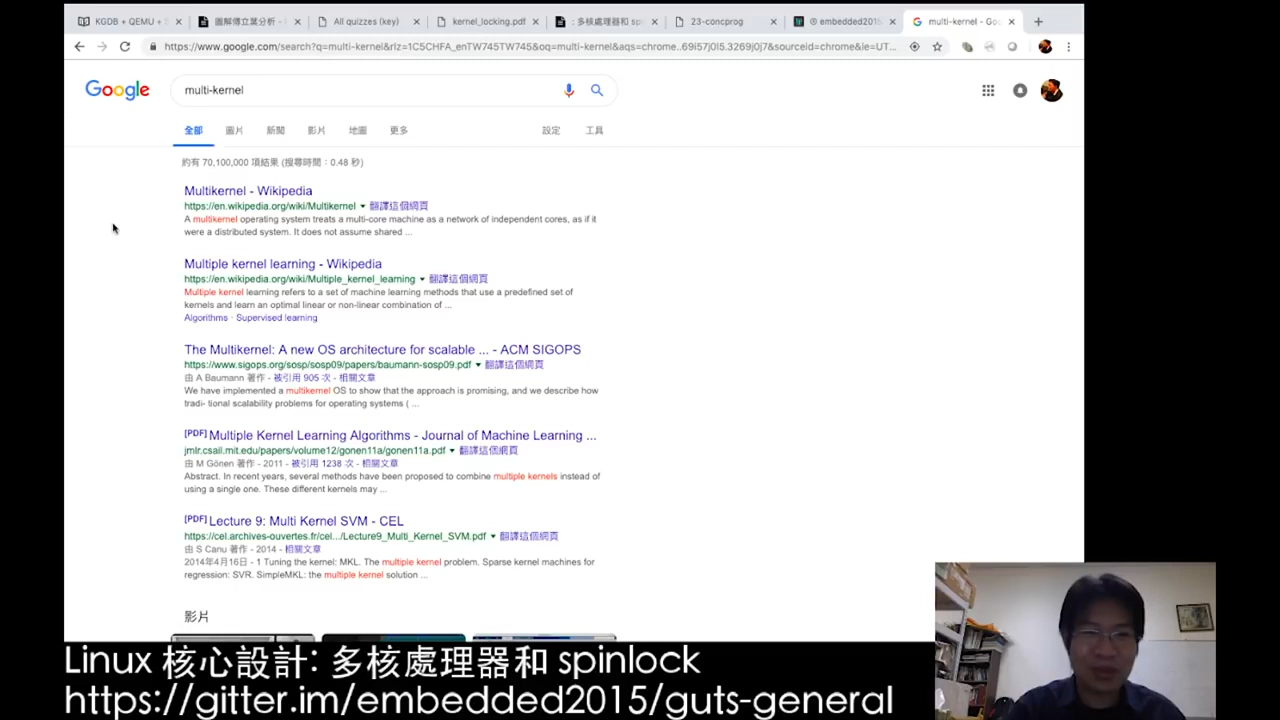 KGDB + QEMU + S
圖解傅立葉分析 -
All quizzes (key)
kernel_locking.pdf
: 多核處理器和 sp
23-concprog
embedded2015
multi-kernel - Goo
https://www.google.com/search?q=multi-kernel&rlz=1C5CHFA_enTW745TW745&oq=multi-kernel&aqs=chrome..69i57j0l5.3269j0j7&sourceid=chrome&ie=UT...
Google
multi-kernel
全部 圖片 新聞 影片 地圖 更多 設定 工具
約有 70,100,000 項結果 (搜尋時間：0.48 秒)
Multikernel - Wikipedia
https://en.wikipedia.org/wiki/Multikernel 翻譯這個網頁
A multikernel operating system treats a multi-core machine as a network of independent cores, as if it
were a distributed system. It does not assume shared ...
Multiple kernel learning - Wikipedia
https://en.wikipedia.org/wiki/Multiple_kernel_learning 翻譯這個網頁
Multiple kernel learning refers to a set of machine learning methods that use a predefined set of
kernels and learn an optimal linear or non-linear combination of ...
Algorithms · Supervised learning
The Multikernel: A new OS architecture for scalable ... - ACM SIGOPS
https://www.sigops.org/sosp/sosp09/papers/baumann-sosp09.pdf 翻譯這個網頁
由 A Baumann 著作 - 被引用 905 次 - 相關文章
We have implemented a multikernel OS to show that the approach is promising, and we describe how
tradi- tional scalability problems for operating systems ( ...
[PDF] Multiple Kernel Learning Algorithms - Journal of Machine Learning ...
jmlr.csail.mit.edu/papers/volume12/gonen11a/gonen11a.pdf 翻譯這個網頁
由 M Gönen 著作 - 2011 - 被引用 1238 次 - 相關文章
Abstract. In recent years, several methods have been proposed to combine multiple kernels instead of
using a single one. These different kernels may ...
[PDF] Lecture 9: Multi Kernel SVM - CEL
https://cel.archives-ouvertes.fr/cel.../Lecture9_Multi_Kernel_SVM.pdf 翻譯這個網頁
由 S Canu 著作 - 2014 - 相關文章
2014年4月16日 - 1 Tuning the kernel: MKL. The multiple kernel problem. Sparse kernel machines for
regression: SVR. SimpleMKL: the multiple kernel solution ...
影片
Linux 核心設計: 多核處理器和 spinlock
https://gitter.im/embedded2015/guts-general